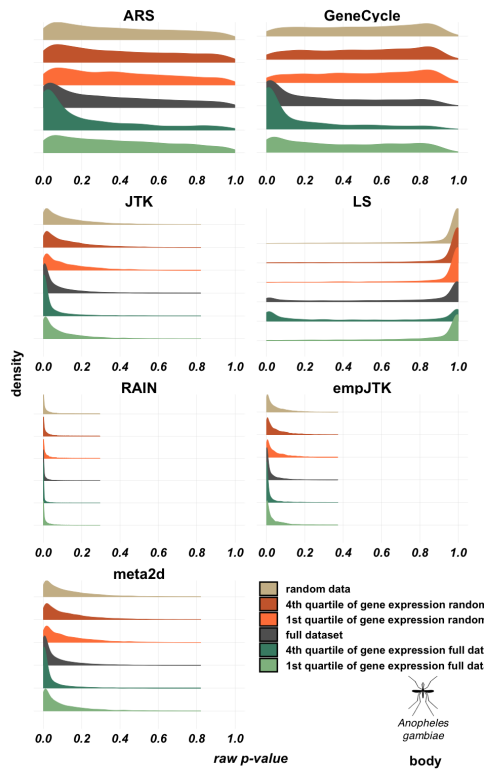 ARS GeneCycle
0.0 0.2 0.4 0.6 0.8 1.0 0.0 0.2 0.4 0.6 0.8 1.0
JTK LS
0.0 0.2 0.4 0.6 0.8 1.0 0.0 0.2 0.4 0.6 0.8 1.0
density
RAIN empJTK
0.0 0.2 0.4 0.6 0.8 1.0 0.0 0.2 0.4 0.6 0.8 1.0
meta2d
random data
4th quartile of gene expression random
1st quartile of gene expression random
full dataset
4th quartile of gene expression full dat
1st quartile of gene expression full dat
Anopheles
gambiae
0.0 0.2 0.4 0.6 0.8 1.0
raw p-value body